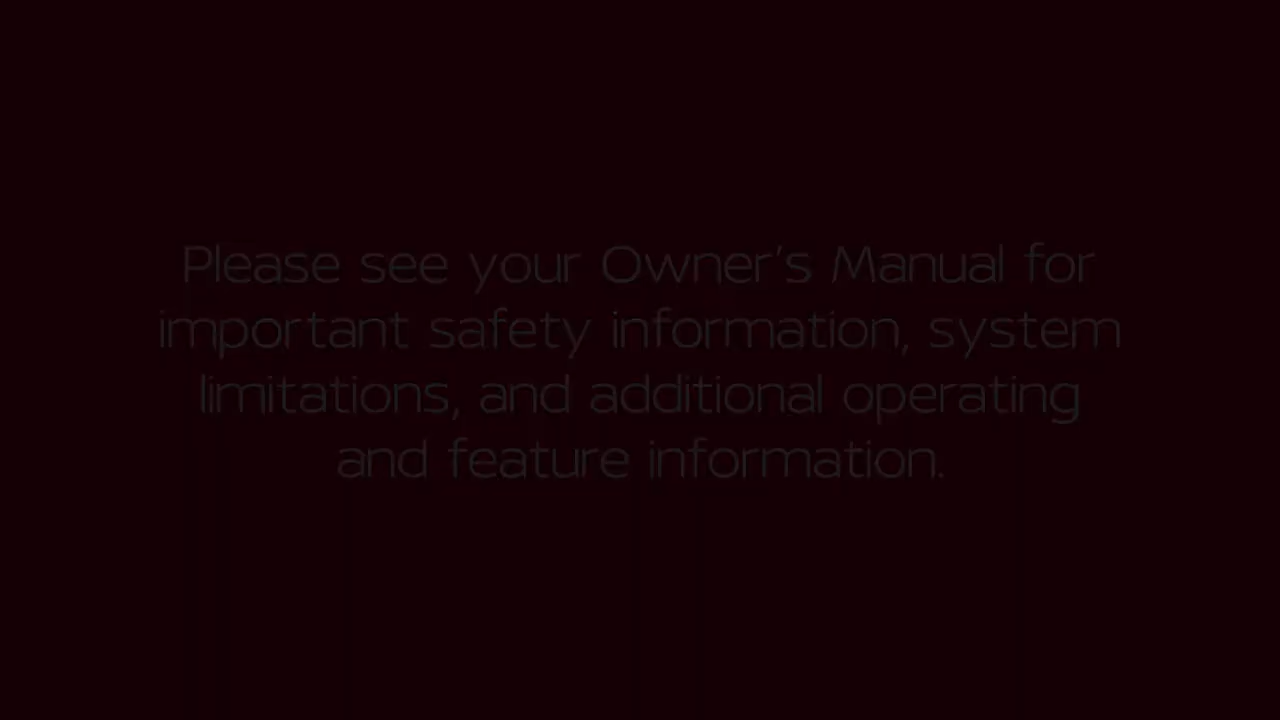 Please see your Owner's Manual for
important safety information, system
limitations, and additional operating
and feature information.